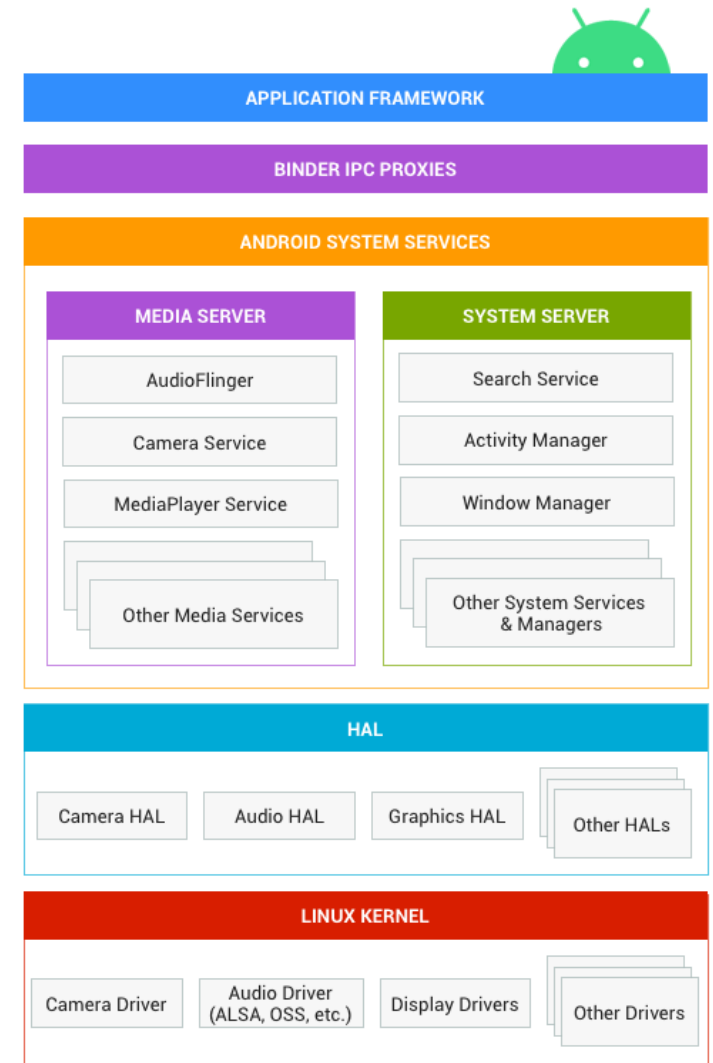 APPLICATION FRAMEWORK
BINDER IPC PROXIES
ANDROID SYSTEM SERVICES
MEDIA SERVER
AudioFlinger
Camera Service
MediaPlayer Service
Other Media Services
SYSTEM SERVER
Search Service
Activity Manager
Window Manager
Other System Services
& Managers
HAL
Camera HAL
Audio HAL
Graphics HAL
Other HALs
LINUX KERNEL
Camera Driver
Audio Driver
(ALSA, OSS, etc.)
Display Drivers
Other Drivers